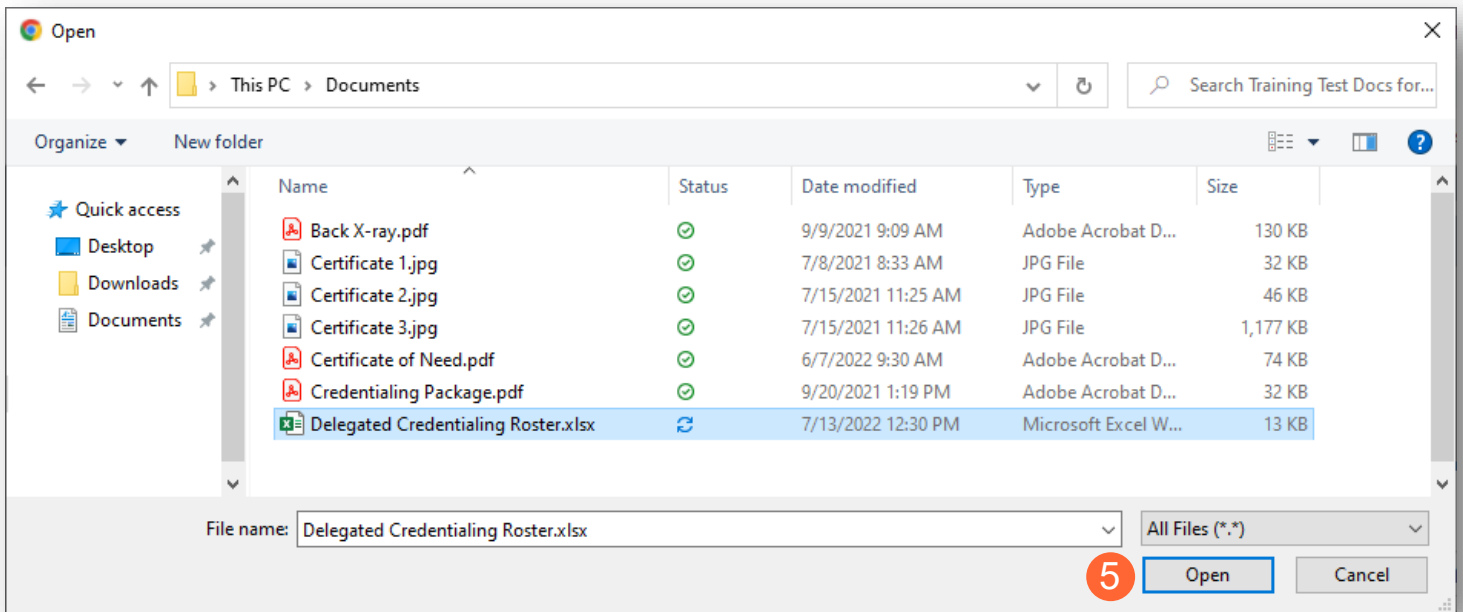 Open
This PC > Documents
Search Training Test Docs for...
Organize
New folder
Quick access
Desktop
Downloads
Documents
Name Status Date modified Type Size
Back X-ray.pdf 9/9/2021 9:09 AM Adobe Acrobat D... 130 KB
Certificate 1.jpg 7/8/2021 8:33 AM JPG File 32 KB
Certificate 2.jpg 7/15/2021 11:25 AM JPG File 46 KB
Certificate 3.jpg 7/15/2021 11:26 AM JPG File 1,177 KB
Certificate of Need.pdf 6/7/2022 9:30 AM Adobe Acrobat D... 74 KB
Credentialing Package.pdf 9/20/2021 1:19 PM Adobe Acrobat D... 32 KB
Delegated Credentialing Roster.xlsx 7/13/2022 12:30 PM Microsoft Excel W... 13 KB
File name: Delegated Credentialing Roster.xlsx All Files (*.*)
5 Open Cancel